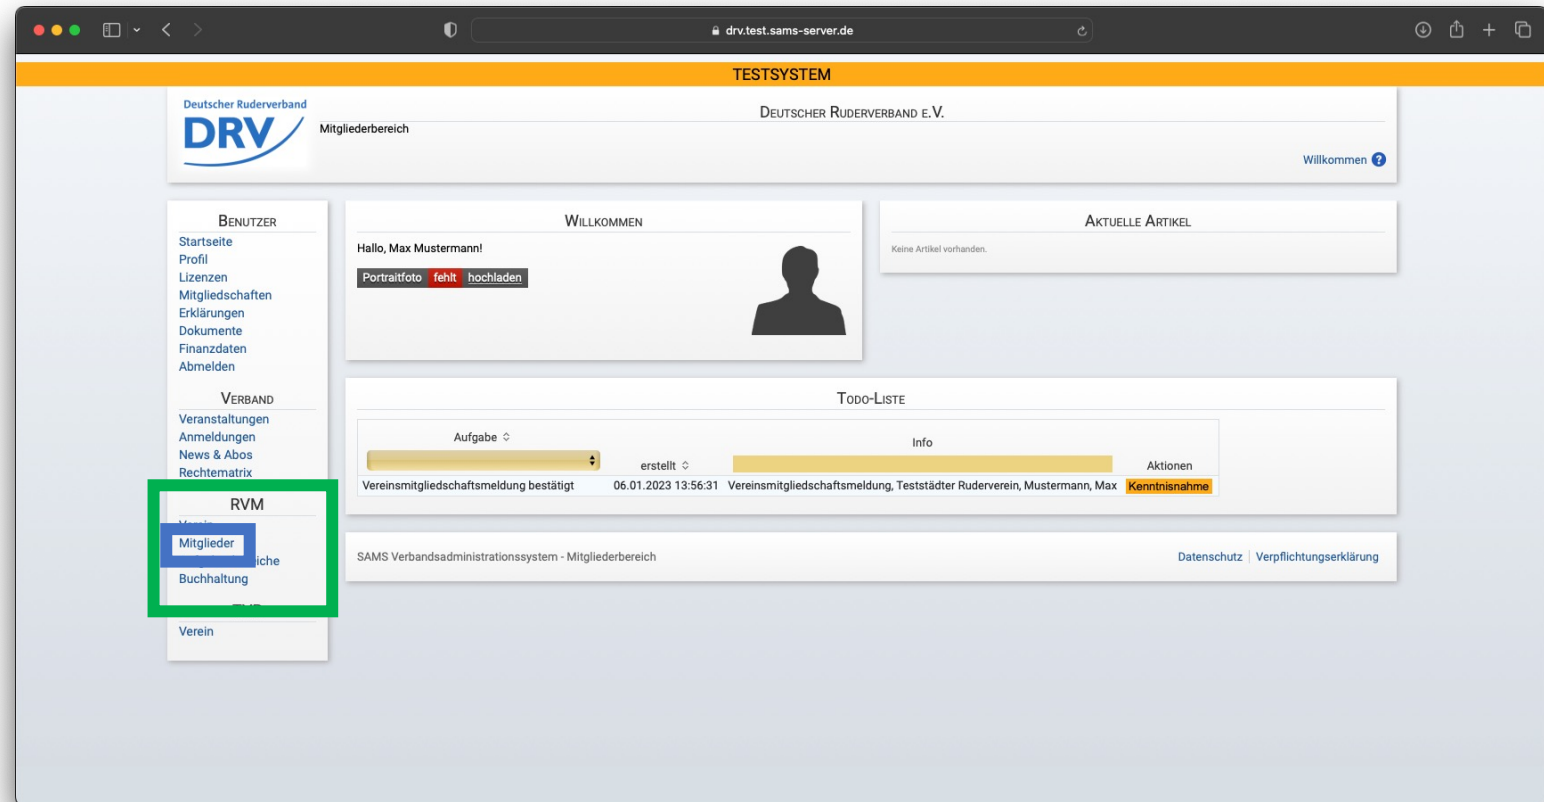 drv.test.sams-server.de
TESTSYSTEM
Deutscher Ruderverband
DRV
DEUTSCHER RUDERVERBAND E.V.
Mitgliederbereich
Willkommen ?
BENUTZER
Startseite
Profil
Lizenzen
Mitgliedschaften
Erklärungen
Dokumente
Finanzdaten
Abmelden
VERBAND
Veranstaltungen
Anmeldungen
News & Abos
Rechtematrix
RVM
Verein
Mitglieder
Buchhaltung
Verein
WILLKOMMEN
Hallo, Max Mustermann!
Portraitfoto fehlt hochladen
AKTUELLE ARTIKEL
Keine Artikel vorhanden.
TODO-LISTE
Aufgabe erstellt Info Aktionen
Vereinsmitgliedschaftsmeldung bestätigt 06.01.2023 13:56:31 Vereinsmitgliedschaftsmeldung, Teststädter Ruderverein, Mustermann, Max Kenntnisnahme
SAMS Verbandsadministrationssystem - Mitgliederbereich
Datenschutz | Verpflichtungserklärung